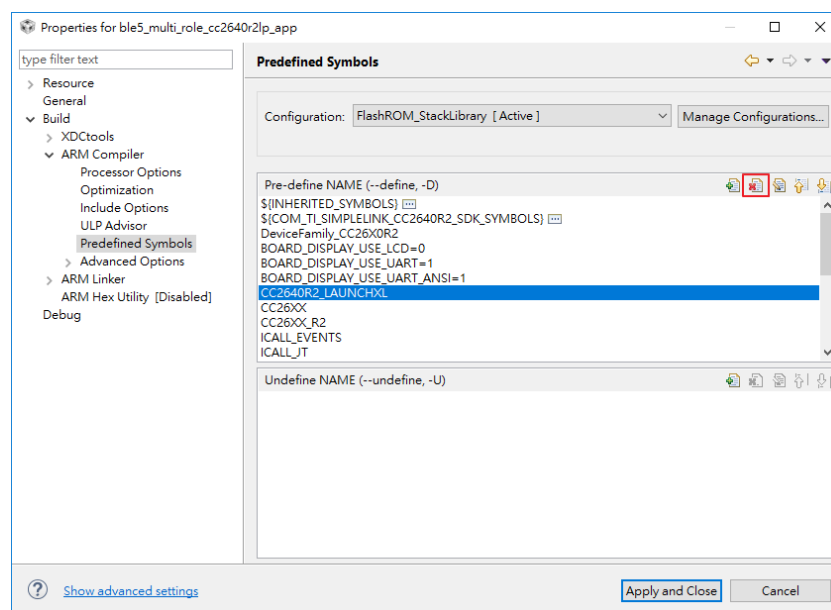 Properties for ble5_multi_role_cc2640r2lp_app
type filter text
Resource
General
Build
XDCtools
ARM Compiler
Processor Options
Optimization
Include Options
ULP Advisor
Predefined Symbols
Advanced Options
ARM Linker
ARM Hex Utility [Disabled]
Debug
Predefined Symbols
Configuration: FlashROM_StackLibrary [ Active ] Manage Configurations...
Pre-define NAME (--define, -D)
${INHERITED_SYMBOLS}
${COM_TI_SIMPLELINK_CC2640R2_SDK_SYMBOLS}
DeviceFamily_CC26X0R2
BOARD_DISPLAY_USE_LCD=0
BOARD_DISPLAY_USE_UART=1
BOARD_DISPLAY_USE_UART_ANSI=1
CC2640R2_LAUNCHXL
CC26XX
CC26XX_R2
ICALL_EVENTS
ICALL_JT
Undefine NAME (--undefine, -U)
? Show advanced settings Apply and Close Cancel